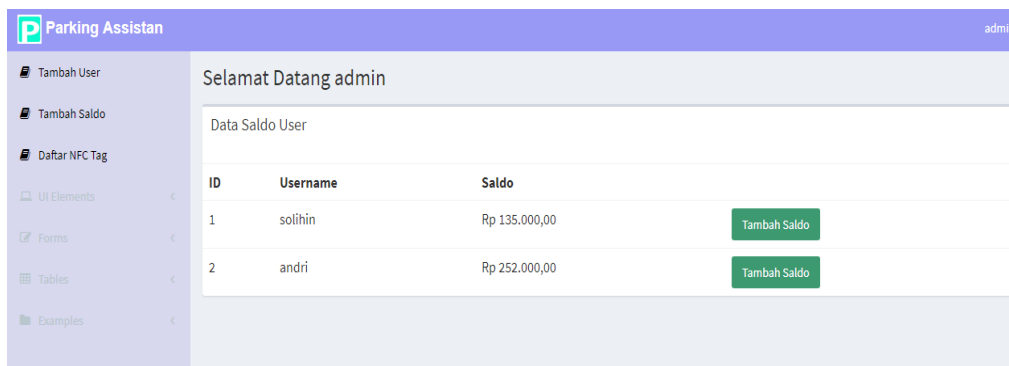 P Parking Assistan
admi
Tambah User
Tambah Saldo
Daftar NFC Tag
UI Elements
Forms
Tables
Examples
Selamat Datang admin
Data Saldo User
ID Username Saldo
1 solihin Rp 135.000,00 Tambah Saldo
2 andri Rp 252.000,00 Tambah Saldo